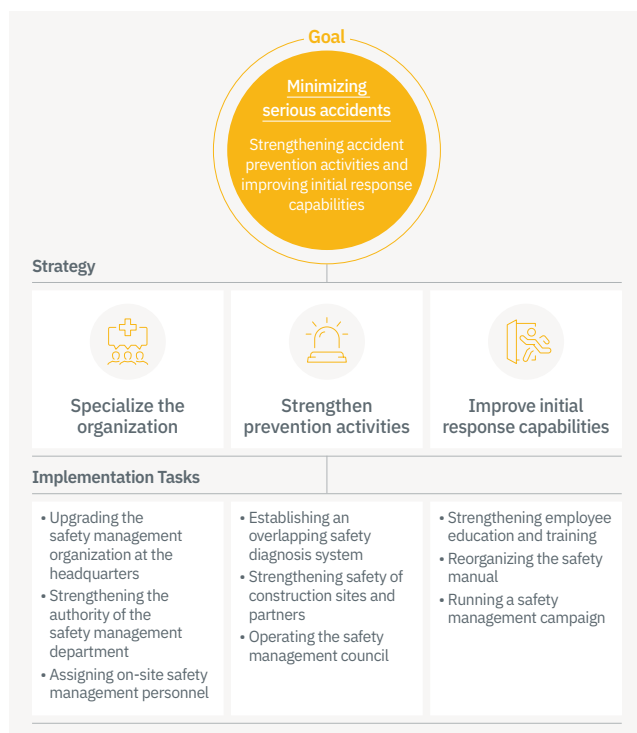 Goal
Minimizing
serious accidents
Strengthening accident
prevention activities and
improving initial response
capabilities
Strategy
Specialize the
organization
Strengthen
prevention activities
Improve initial
response capabilities
Implementation Tasks
• Upgrading the
safety management
organization at the
headquarters
• Strengthening the
authority of the
safety management
department
• Assigning on-site safety
management personnel
• Establishing an
overlapping safety
diagnosis system
• Strengthening safety of
construction sites and
partners
• Operating the safety
management council
• Strengthening employee
education and training
• Reorganizing the safety
manual
• Running a safety
management campaign